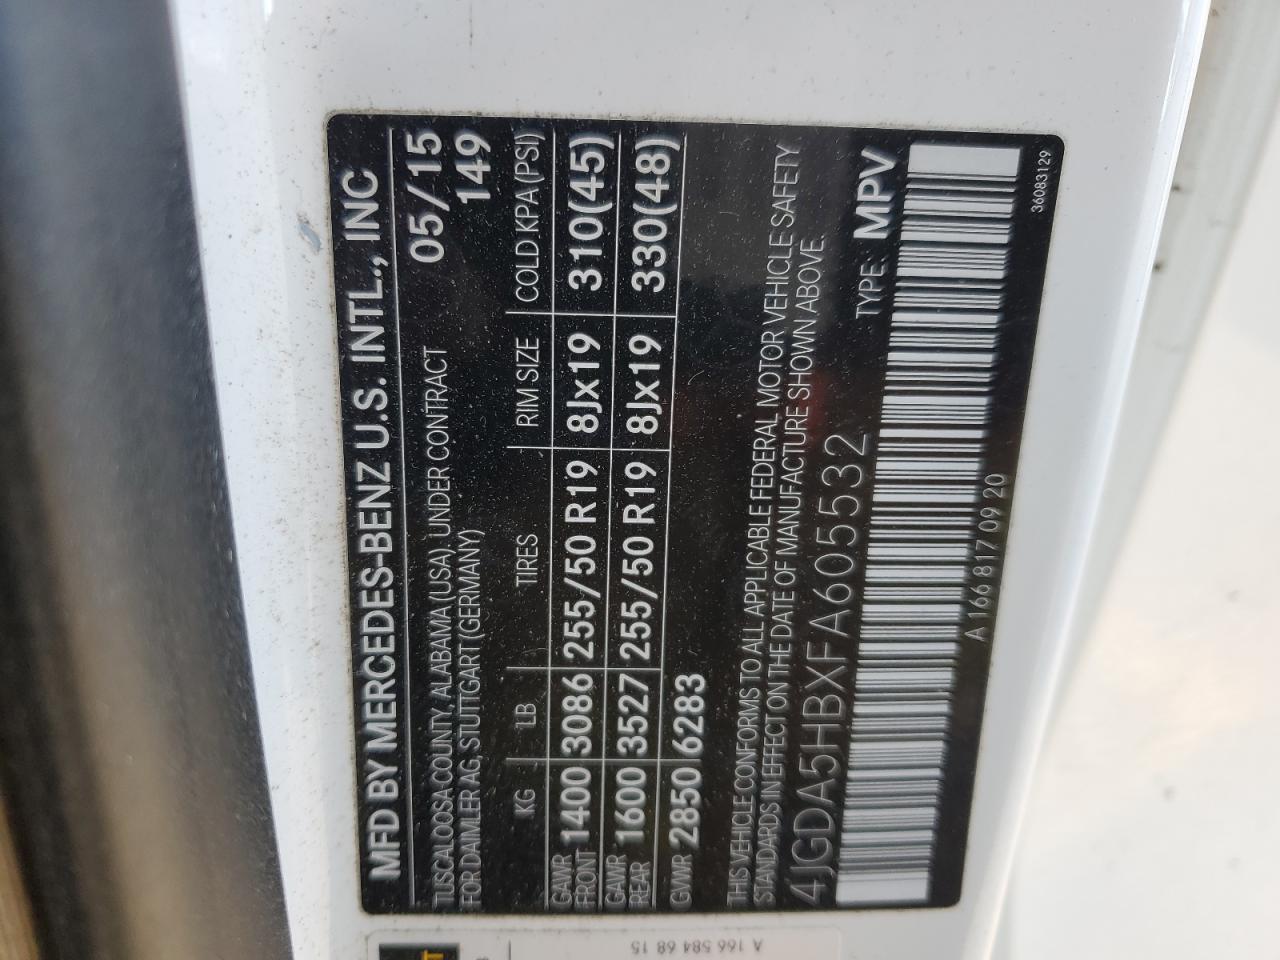 MFD BY MERCEDES-BENZ U.S. INTL., INC
TUSCALOOSA COUNTY, ALABAMA (USA), UNDER CONTRACT 05/15
FOR DAIMLER AG, STUTTGART (GERMANY) 149
KG LB TIRES RIM SIZE COLD KPA (PSI)
GAWR FRONT 1400 3086 255/50 R19 8Jx19 310(45)
GAWR REAR 1600 3527 255/50 R19 8Jx19 330(48)
GVWR 2850 6283
THIS VEHICLE CONFORMS TO ALL APPLICABLE FEDERAL MOTOR VEHICLE SAFETY
STANDARDS IN EFFECT ON THE DATE OF MANUFACTURE SHOWN ABOVE.
4JGDA5HBXFA605532 TYPE: MPV
A 166 817 09 20
36083129
A 166 584 68 15